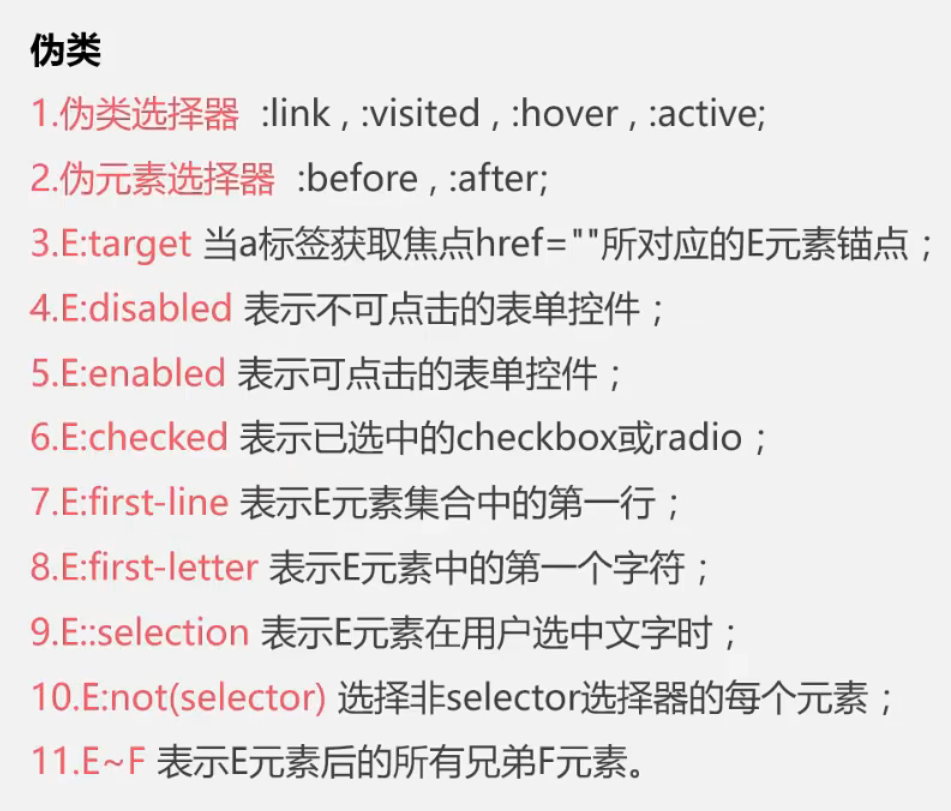 伪类
1.伪类选择器 :link , :visited , :hover , :active;
2.伪元素选择器 :before , :after;
3.E:target 当a标签获取焦点href=""所对应的E元素锚点；
4.E:disabled 表示不可点击的表单控件；
5.E:enabled 表示可点击的表单控件；
6.E:checked 表示已选中的checkbox或radio；
7.E:first-line 表示E元素集合中的第一行；
8.E:first-letter 表示E元素中的第一个字符；
9.E::selection 表示E元素在用户选中文字时；
10.E:not(selector) 选择非selector选择器的每个元素；
11.E~F 表示E元素后的所有兄弟F元素。